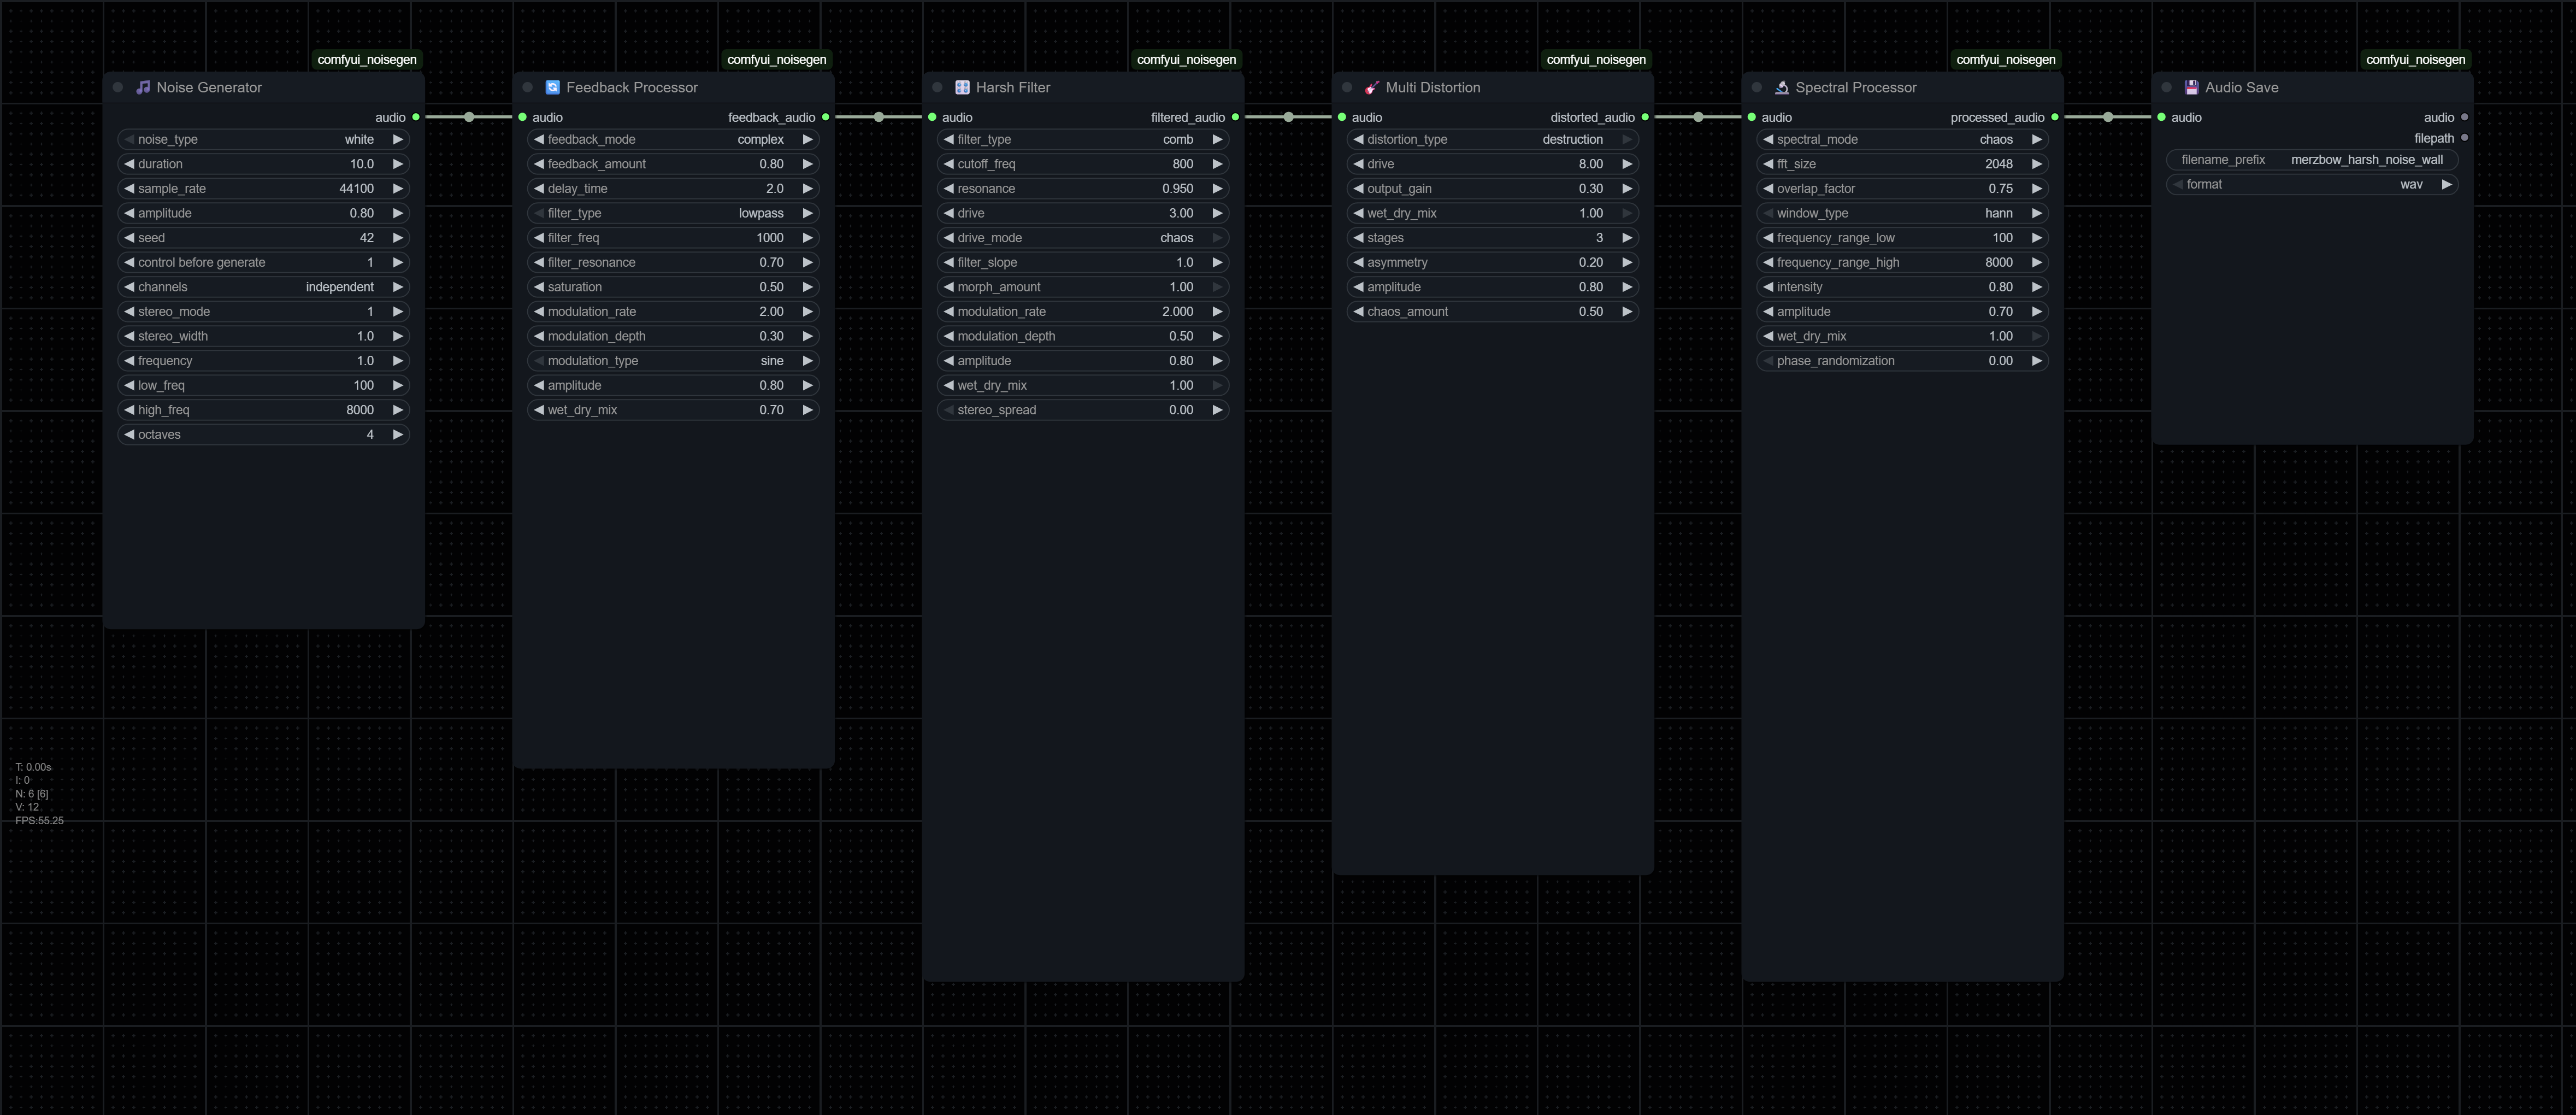 comfyui_noisegen
Noise Generator
audio
noise_type white
duration 10.0
sample_rate 44100
amplitude 0.80
seed 42
control before generate 1
channels independent
stereo_mode 1
stereo_width 1.0
frequency 1.0
low_freq 100
high_freq 8000
octaves 4
comfyui_noisegen
Feedback Processor
audio feedback_audio
feedback_mode complex
feedback_amount 0.80
delay_time 2.0
filter_type lowpass
filter_freq 1000
filter_resonance 0.70
saturation 0.50
modulation_rate 2.00
modulation_depth 0.30
modulation_type sine
amplitude 0.80
wet_dry_mix 0.70
comfyui_noisegen
Harsh Filter
audio filtered_audio
filter_type comb
cutoff_freq 800
resonance 0.950
drive 3.00
drive_mode chaos
filter_slope 1.0
morph_amount 1.00
modulation_rate 2.000
modulation_depth 0.50
amplitude 0.80
wet_dry_mix 1.00
stereo_spread 0.00
comfyui_noisegen
Multi Distortion
audio distorted_audio
distortion_type destruction
drive 8.00
output_gain 0.30
wet_dry_mix 1.00
stages 3
asymmetry 0.20
amplitude 0.80
chaos_amount 0.50
comfyui_noisegen
Spectral Processor
audio processed_audio
spectral_mode chaos
fft_size 2048
overlap_factor 0.75
window_type hann
frequency_range_low 100
frequency_range_high 8000
intensity 0.80
amplitude 0.70
wet_dry_mix 1.00
phase_randomization 0.00
comfyui_noisegen
Audio Save
audio audio
filepath
filename_prefix merzbow_harsh_noise_wall
format wav
T: 0.00s
I: 0
N: 6 [6]
V: 12
FPS:55.25